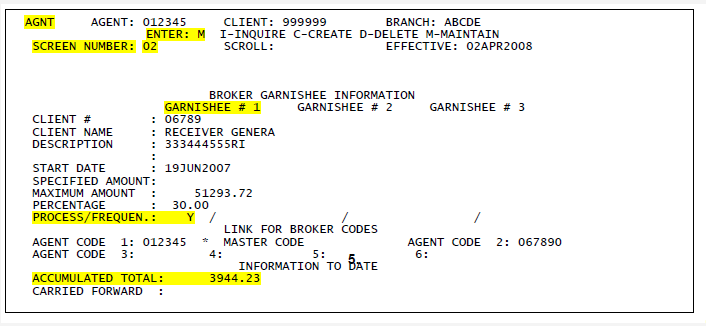 AGNT AGENT: 012345 CLIENT: 999999 BRANCH: ABCDE
ENTER: M I-INQUIRE C-CREATE D-DELETE M-MAINTAIN
SCREEN NUMBER: 02 SCROLL: EFFECTIVE: 02APR2008
BROKER GARNISHEE INFORMATION
GARNISHEE # 1 GARNISHEE # 2 GARNISHEE # 3
CLIENT # : 06789
CLIENT NAME : RECEIVER GENERA
DESCRIPTION : 333444555RI
:
START DATE : 19JUN2007
SPECIFIED AMOUNT:
MAXIMUM AMOUNT : 51293.72
PERCENTAGE : 30.00
PROCESS/FREQUEN.: Y / / /
LINK FOR BROKER CODES
AGENT CODE 1: 012345 * MASTER CODE AGENT CODE 2: 067890
AGENT CODE 3: 4: 5: 5. 6:
INFORMATION TO DATE
ACCUMULATED TOTAL: 3944.23
CARRIED FORWARD :